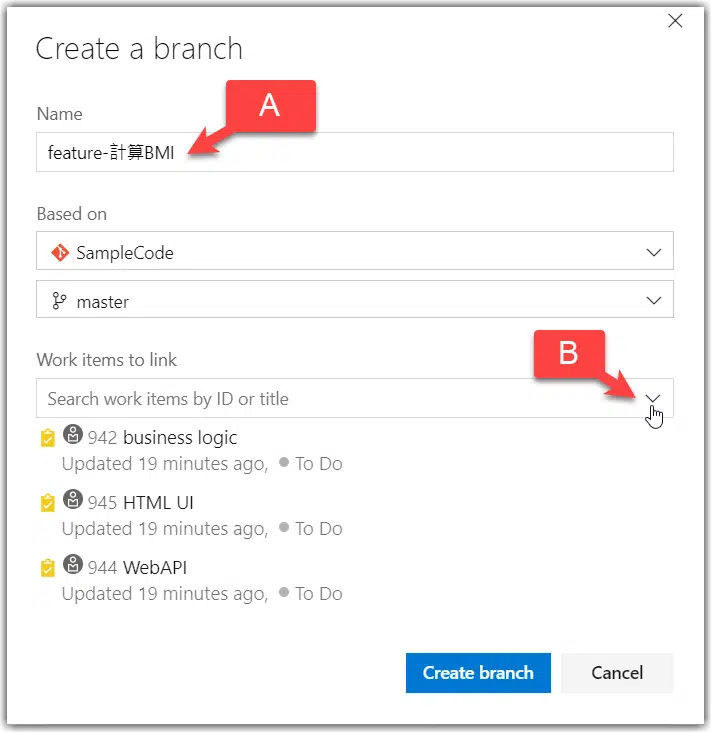 Create a branch
A
Name
feature-計算BMI
Based on
SampleCode
master
Work items to link
B
Search work items by ID or title
942 business logic
Updated 19 minutes ago, To Do
945 HTML UI
Updated 19 minutes ago, To Do
944 WebAPI
Updated 19 minutes ago, To Do
Create branch Cancel